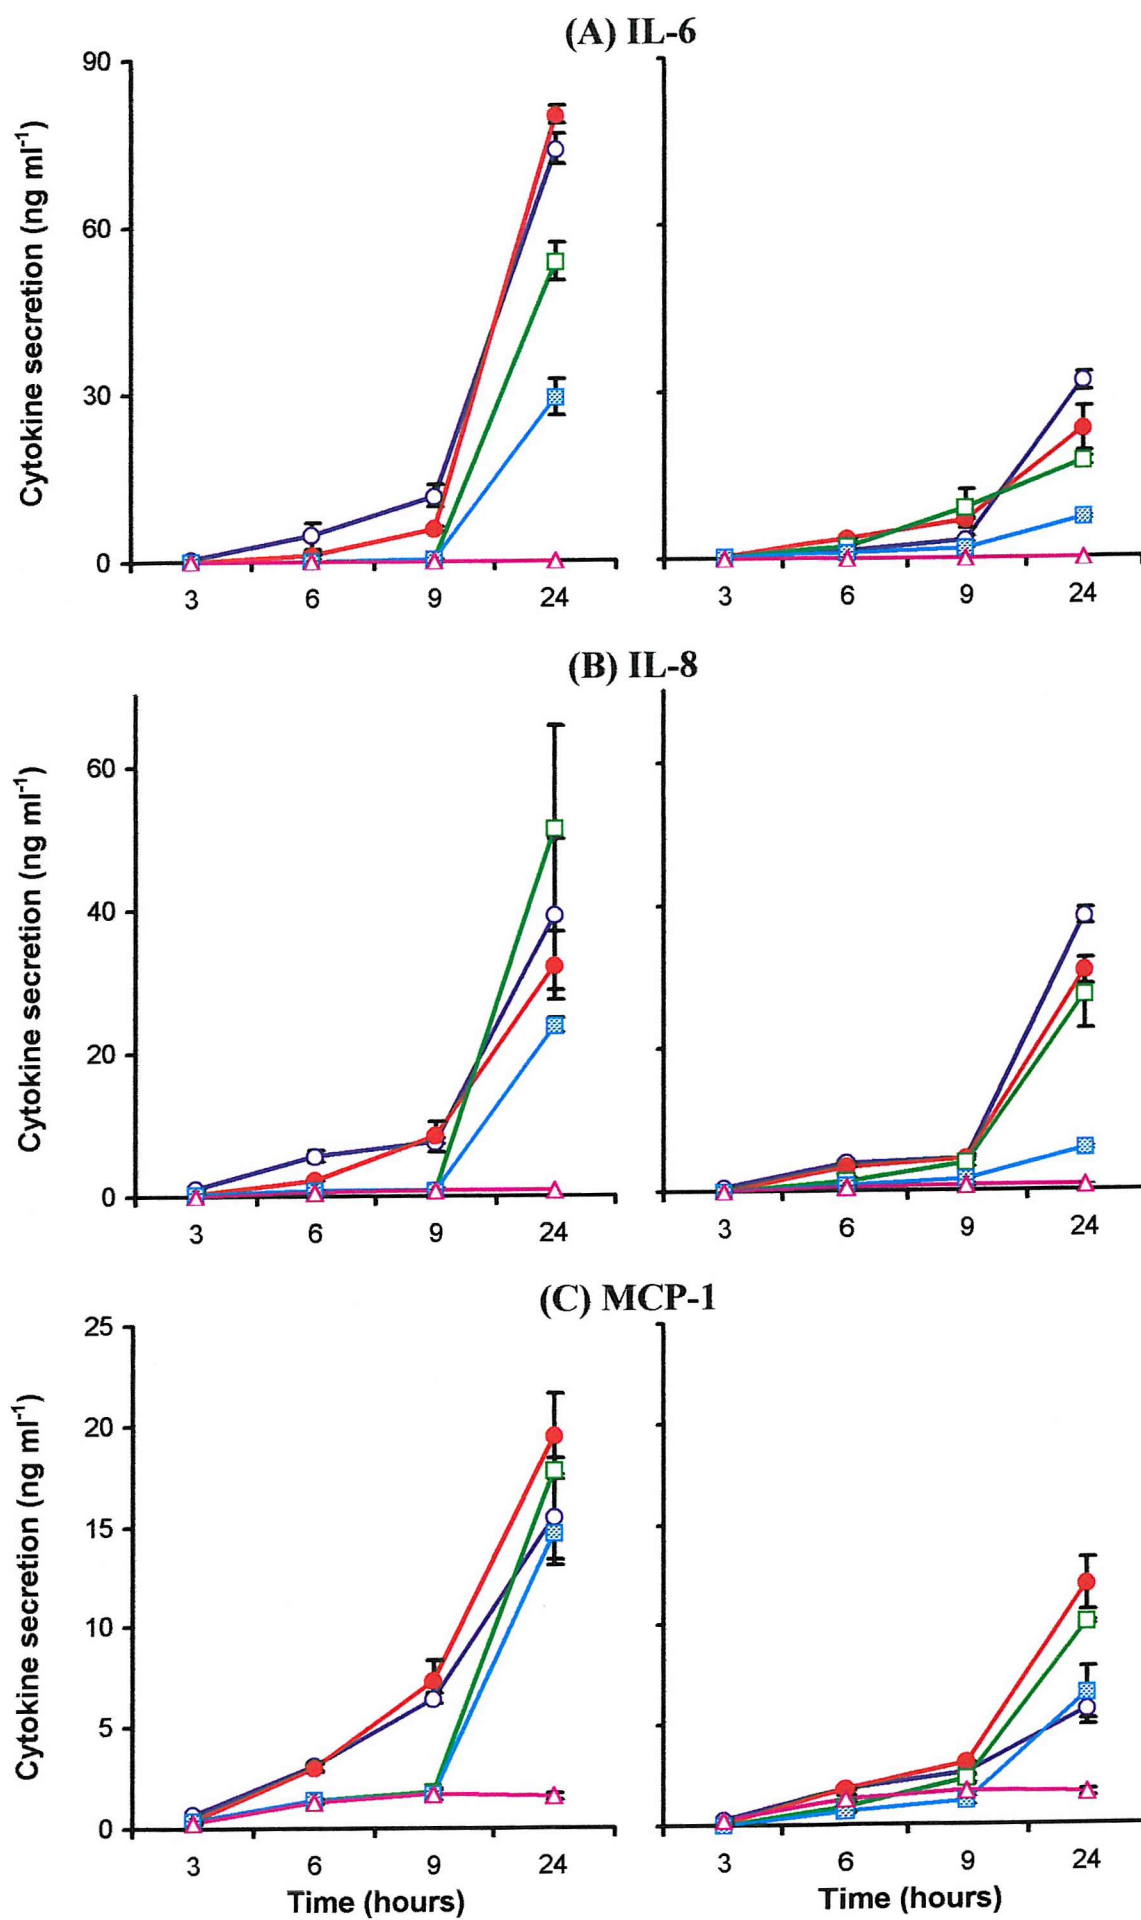 (A) IL-6
Cytokine secretion (ng ml-1)
90
60
30
0
3 6 9 24
3 6 9 24
(B) IL-8
Cytokine secretion (ng ml-1)
60
40
20
0
3 6 9 24
3 6 9 24
(C) MCP-1
Cytokine secretion (ng ml-1)
25
20
15
10
5
0
3 6 9 24
3 6 9 24
Time (hours)
Time (hours)